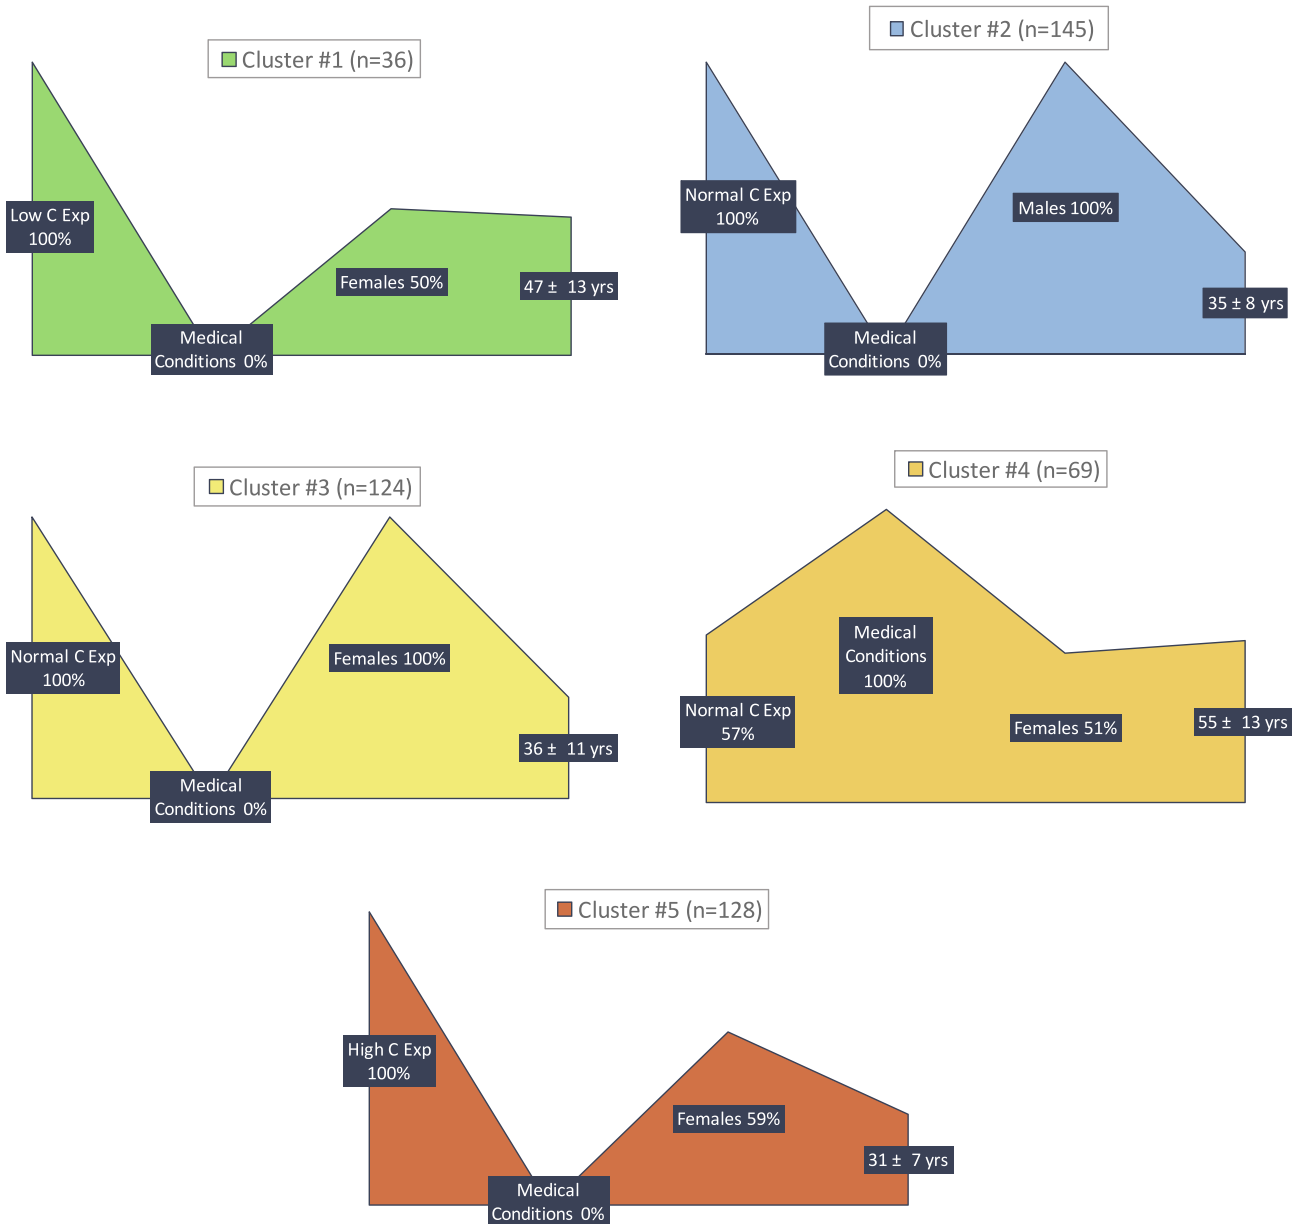 Cluster #1 (n=36)
Low C Exp
100%
Medical
Conditions 0%
Females 50%
47 ± 13 yrs
Cluster #2 (n=145)
Normal C Exp
100%
Medical
Conditions 0%
Males 100%
35 ± 8 yrs
Cluster #3 (n=124)
Normal C Exp
100%
Medical
Conditions 0%
Females 100%
36 ± 11 yrs
Cluster #4 (n=69)
Normal C Exp
57%
Medical
Conditions
100%
Females 51%
55 ± 13 yrs
Cluster #5 (n=128)
High C Exp
100%
Medical
Conditions 0%
Females 59%
31 ± 7 yrs